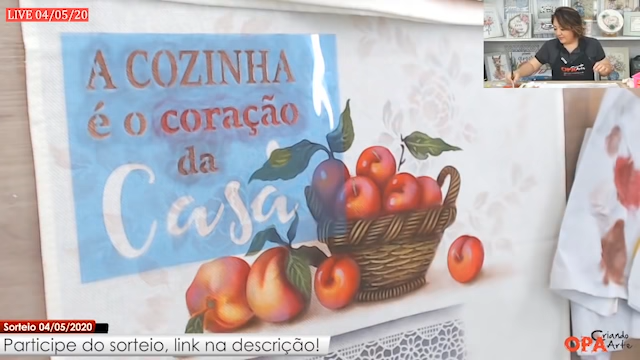 LIVE 04/05/20
A COZINHA
é o coração
da
Casa
OPA
Sorteio 04/05/2020
Participe do sorteio, link na descrição!
OPA Criando Arte